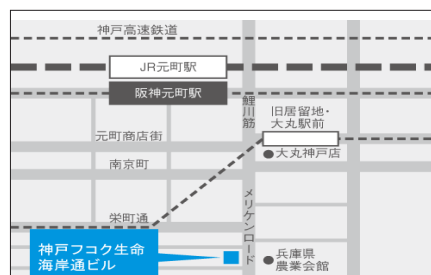 神戸高速鉄道
JR元町駅
阪神元町駅
鯉川筋
旧居留地・
大丸駅前
元町商店街
大丸神戸店
南京町
メリケンロード
栄町通
神戸フコク生命
海岸通ビル
兵庫県
農業会館